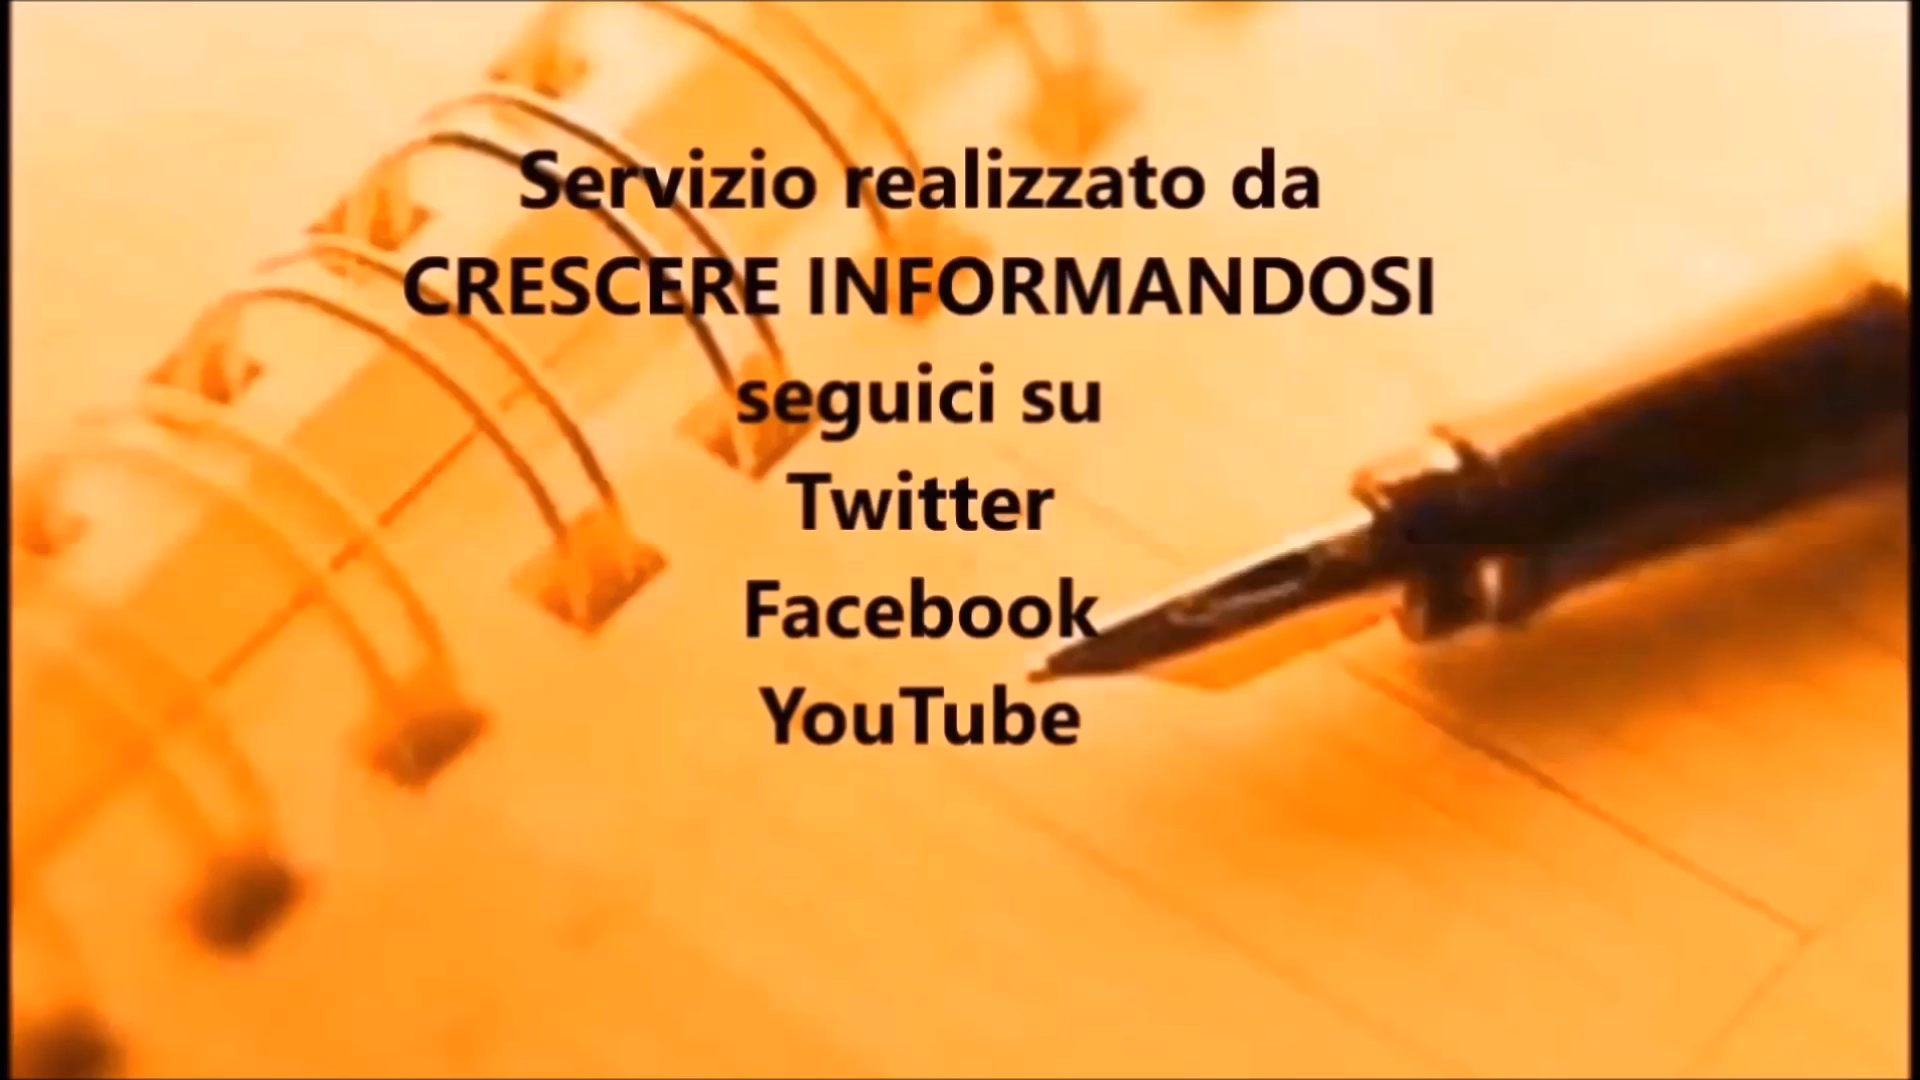 Servizio realizzato da
CRESCERE INFORMANDOSI
seguici su
Twitter
Facebook
YouTube